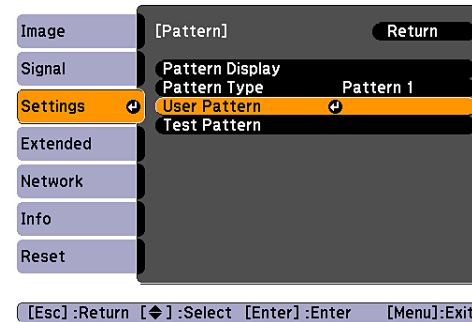 Image
Signal
Settings
Extended
Network
Info
Reset
[Pattern] Return
Pattern Display
Pattern Type Pattern 1
User Pattern
Test Pattern
[Esc] :Return [◆] :Select [Enter] :Enter [Menu]:Exit